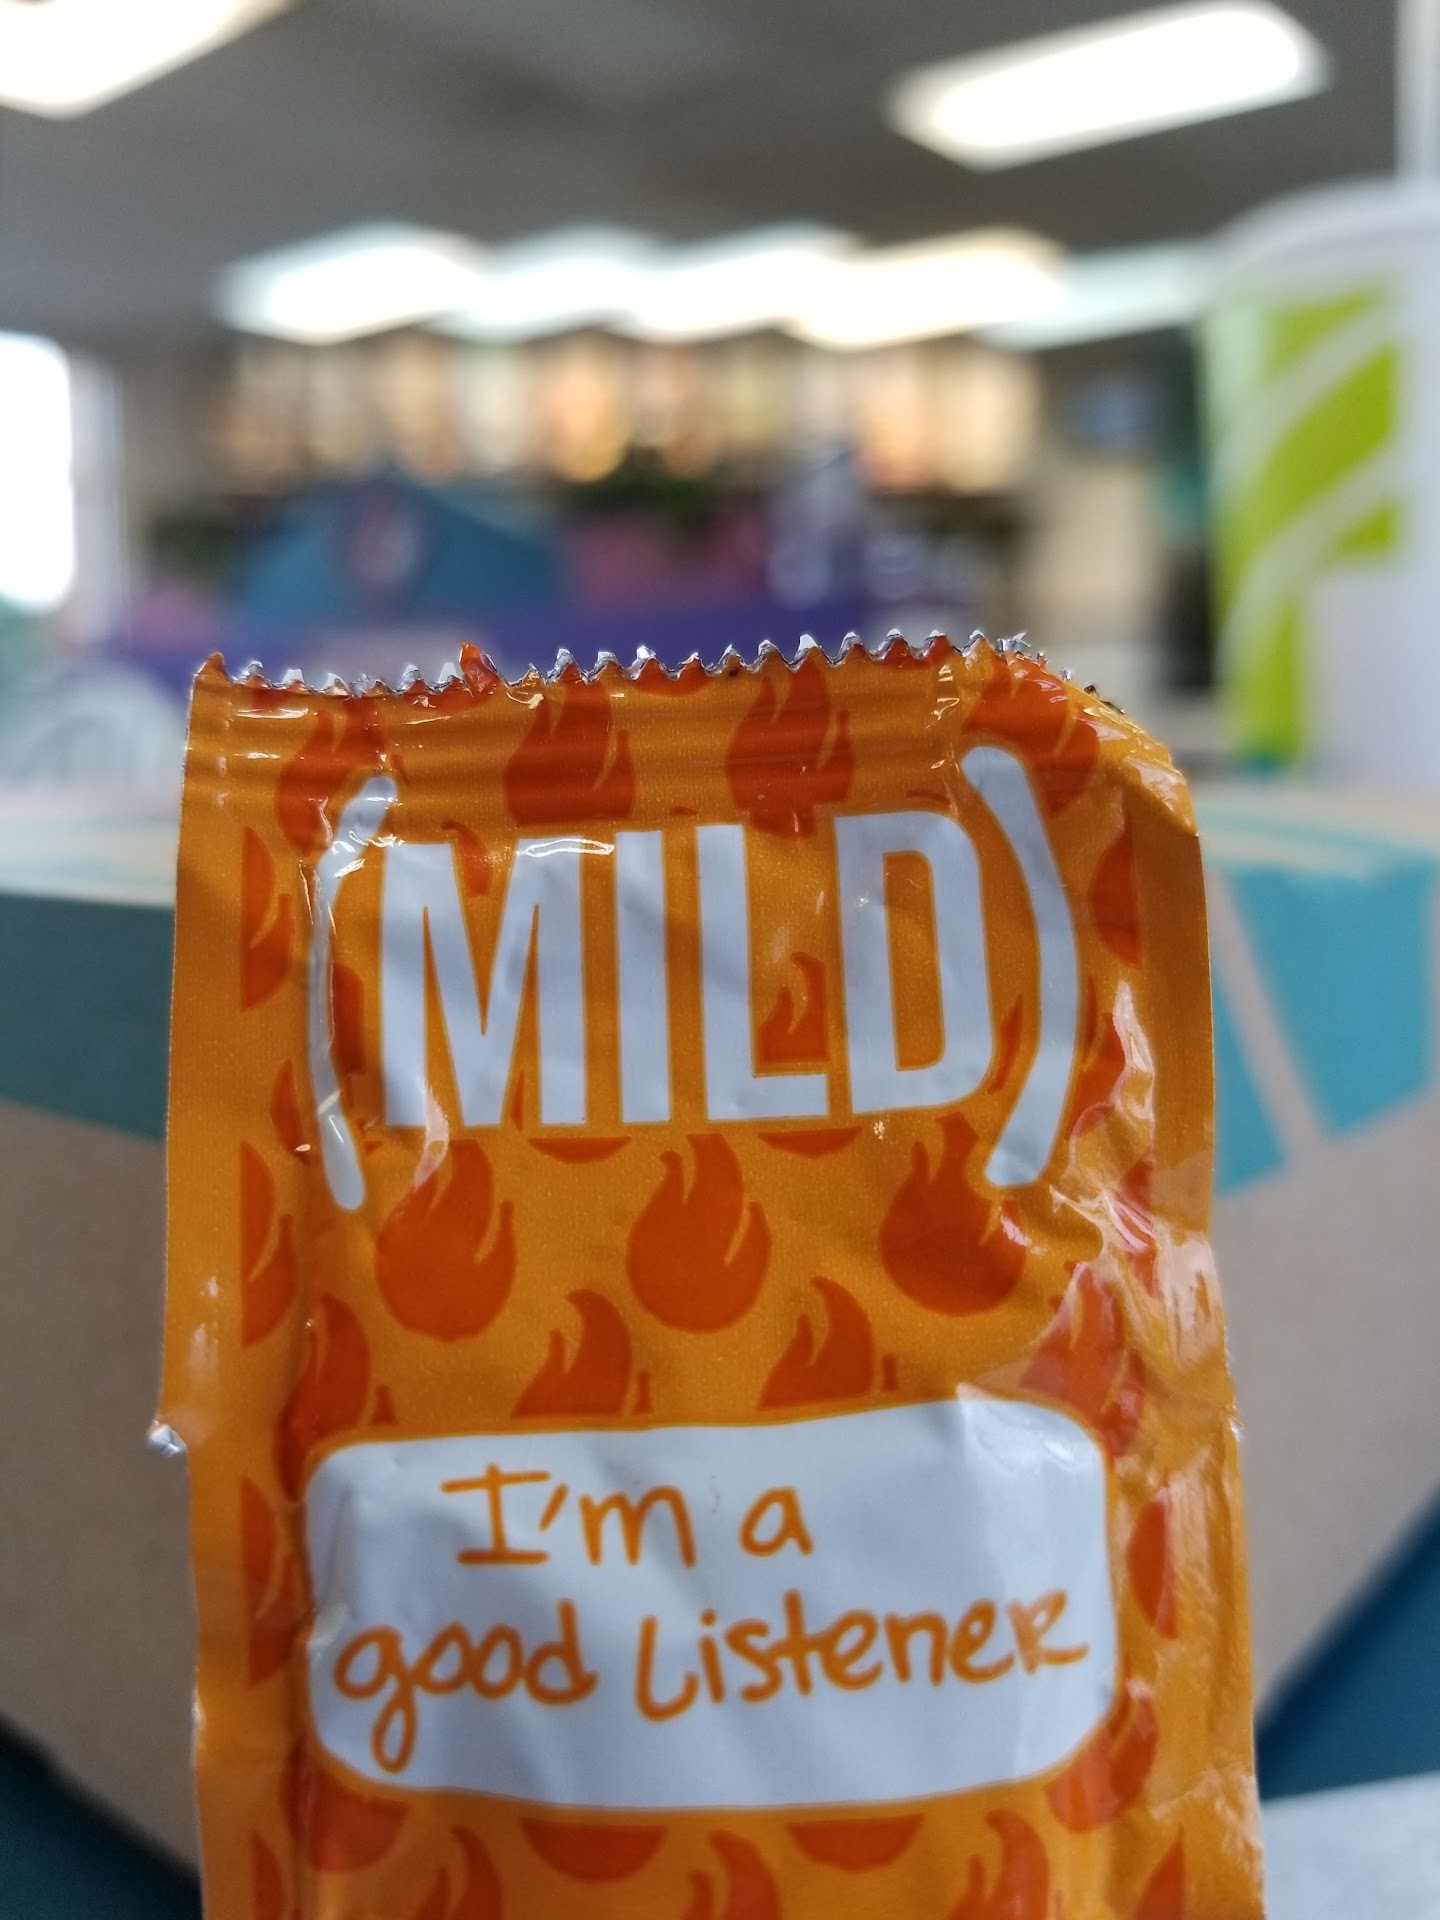 (MILD)
I'm a
good Listener